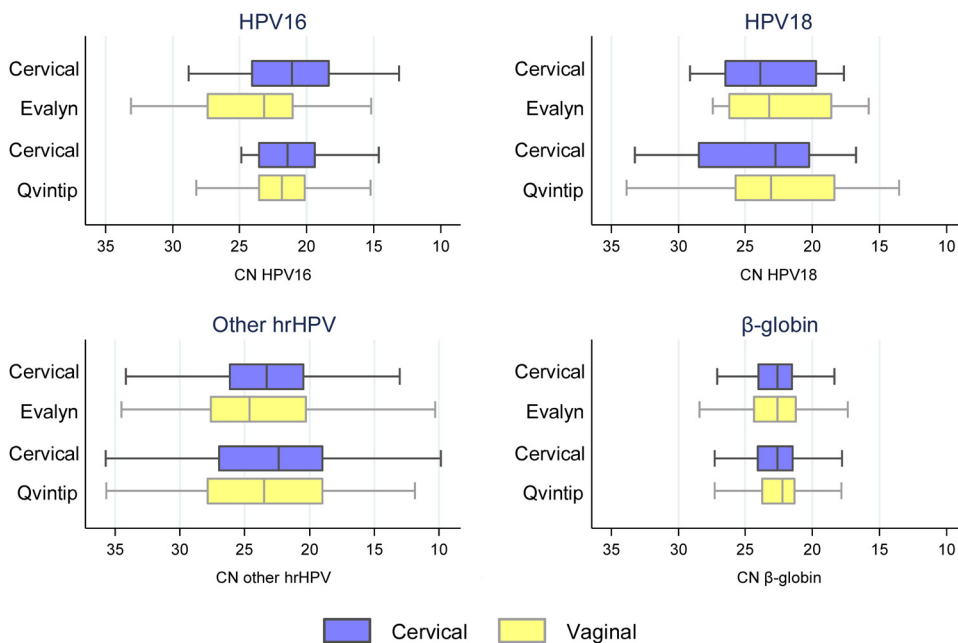 HPV16
Cervical
Evalyn
Cervical
Qvintip
35 30 25 20 15 10
CN HPV16
HPV18
Cervical
Evalyn
Cervical
Qvintip
35 30 25 20 15 10
CN HPV18
Other hrHPV
Cervical
Evalyn
Cervical
Qvintip
35 30 25 20 15 10
CN other hrHPV
β-globin
Cervical
Evalyn
Cervical
Qvintip
35 30 25 20 15 10
CN β-globin
Cervical Vaginal